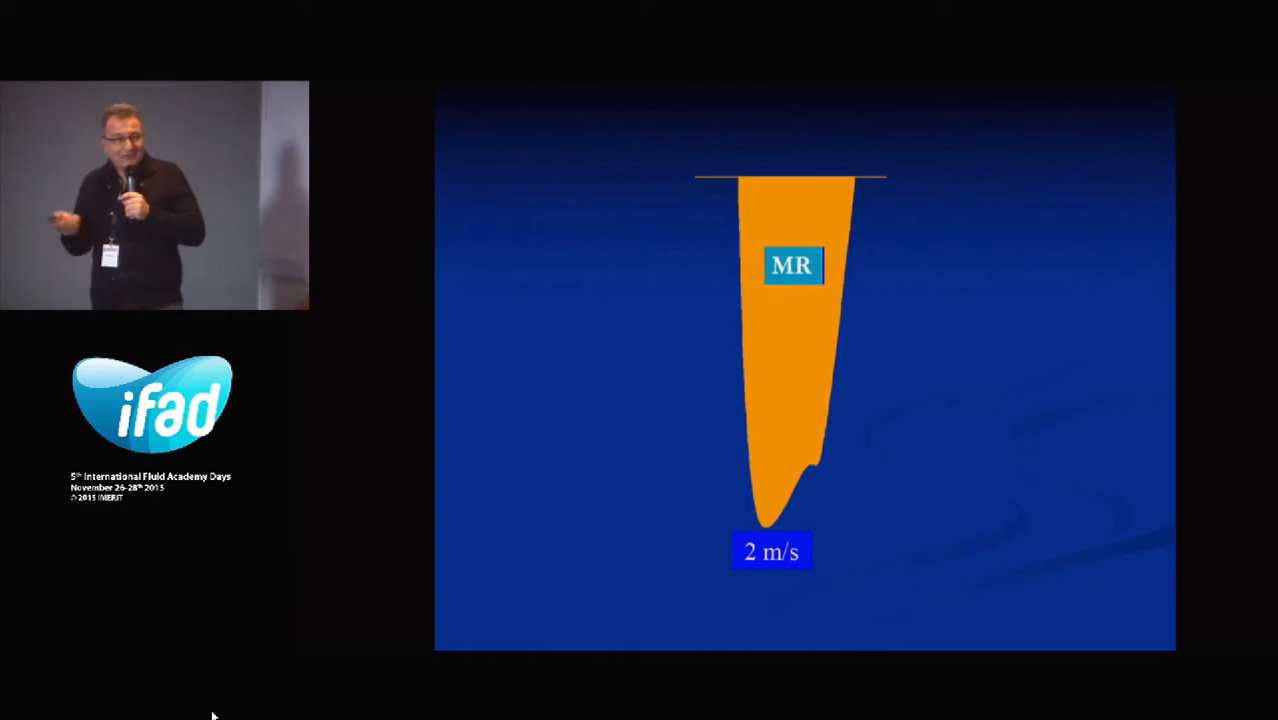 MR
2 m/s
ifad
5th International Fluid Academy Days
November 26-28th 2015
© 2015 IMERIT